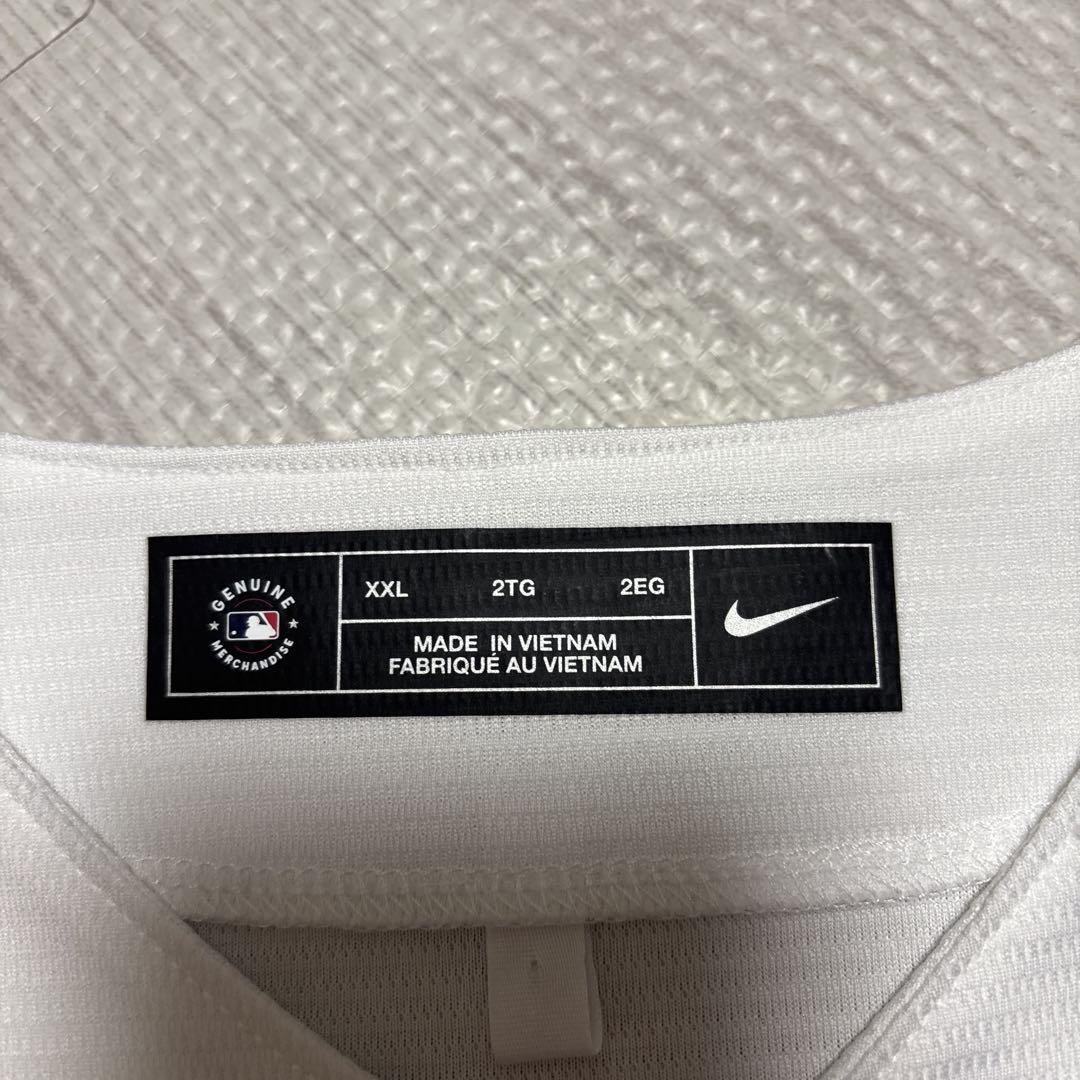 GENUINE
MERCHANDISE
XXL 2TG 2EG
MADE IN VIETNAM
FABRIQUÉ AU VIETNAM